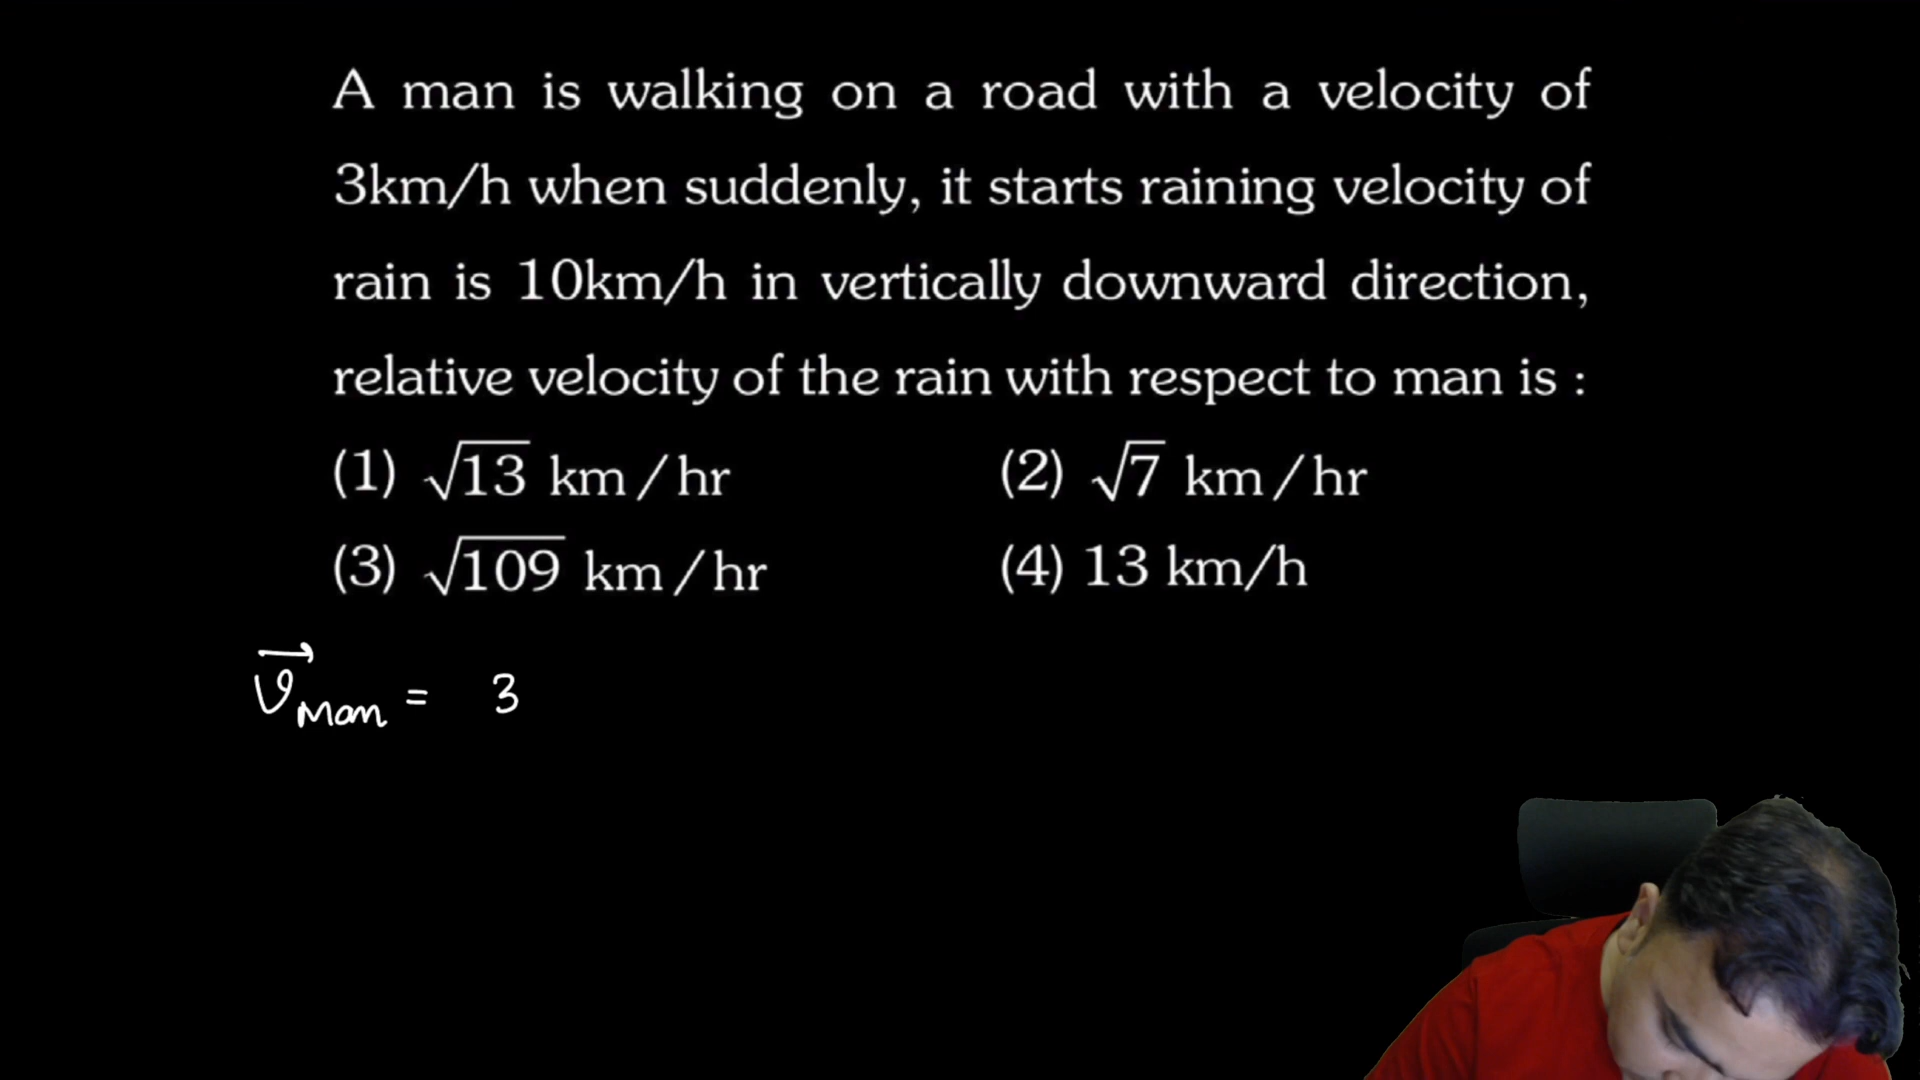 A man is walking on a road with a velocity of
3km/h when suddenly, it starts raining velocity of
rain is 10km/h in vertically downward direction,
relative velocity of the rain with respect to man is :
(1) √13 km/hr (2) √7 km/hr
(3) √109 km/hr (4) 13 km/h
v⃗ Man = 3